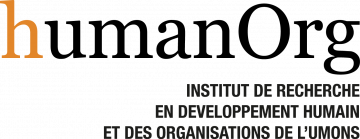 humanOrg
INSTITUT DE RECHERCHE
EN DEVELOPPEMENT HUMAIN
ET DES ORGANISATIONS DE L'UMONS